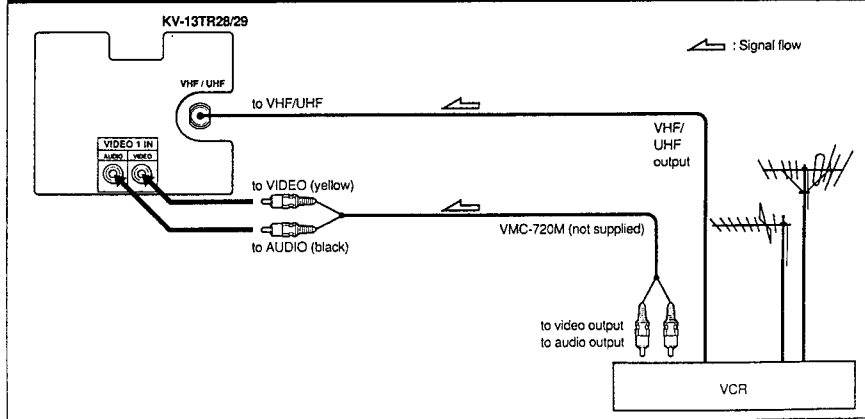 KV-13TR28/29
: Signal flow
VHF / UHF
to VHF/UHF
VHF/
UHF
output
VIDEO 1 IN
AUDIO VIDEO
to VIDEO (yellow)
VMC-720M (not supplied)
to AUDIO (black)
to video output
to audio output
VCR